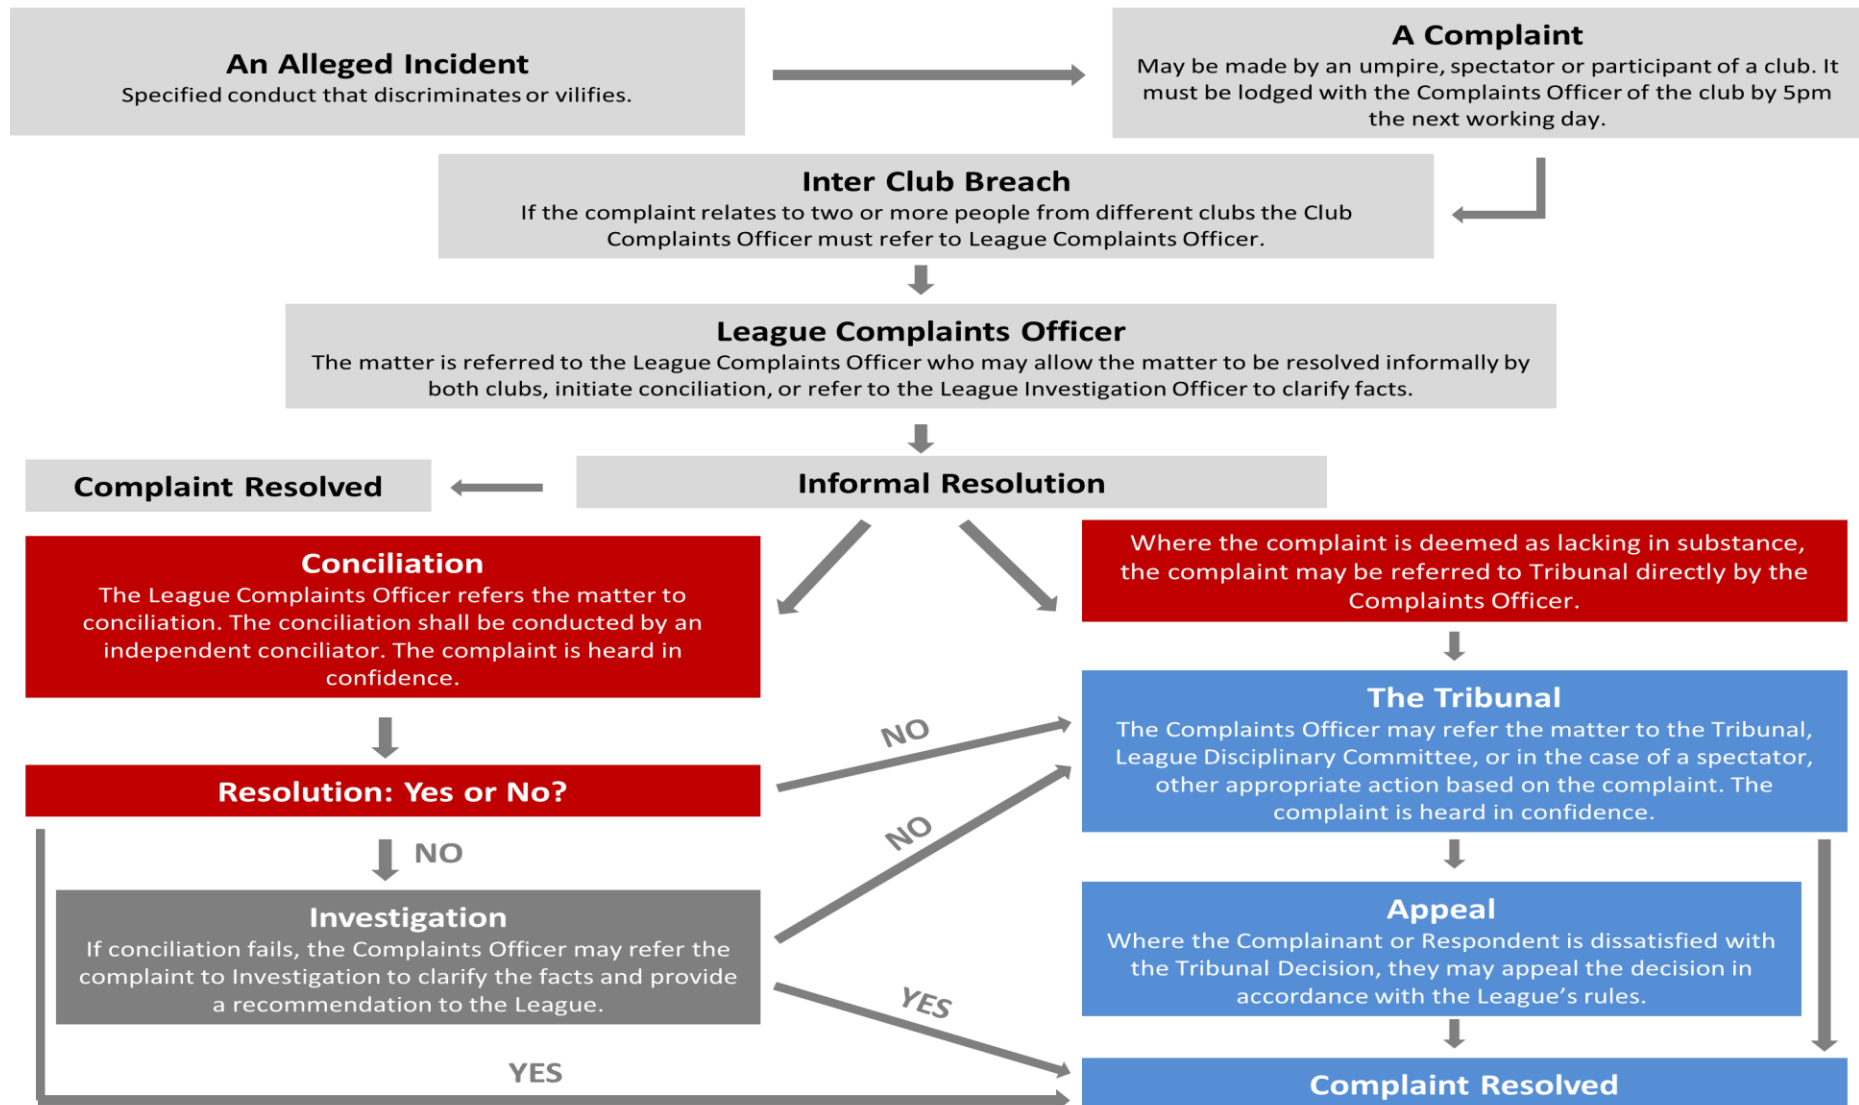 An Alleged Incident
Specified conduct that discriminates or vilifies.
A Complaint
May be made by an umpire, spectator or participant of a club. It
must be lodged with the Complaints Officer of the club by 5pm
the next working day.
Inter Club Breach
If the complaint relates to two or more people from different clubs the Club
Complaints Officer must refer to League Complaints Officer.
League Complaints Officer
The matter is referred to the League Complaints Officer who may allow the matter to be resolved informally by
both clubs, initiate conciliation, or refer to the League Investigation Officer to clarify facts.
Complaint Resolved
Informal Resolution
Conciliation
The League Complaints Officer refers the matter to
conciliation. The conciliation shall be conducted by an
independent conciliator. The complaint is heard in
confidence.
Where the complaint is deemed as lacking in substance,
the complaint may be referred to Tribunal directly by the
Complaints Officer.
Resolution: Yes or No?
NO
The Tribunal
The Complaints Officer may refer the matter to the Tribunal,
League Disciplinary Committee, or in the case of a spectator,
other appropriate action based on the complaint. The
complaint is heard in confidence.
NO
NO
Investigation
If conciliation fails, the Complaints Officer may refer the
complaint to Investigation to clarify the facts and provide
a recommendation to the League.
Appeal
Where the Complainant or Respondent is dissatisfied with
the Tribunal Decision, they may appeal the decision in
accordance with the League’s rules.
YES
YES
Complaint Resolved